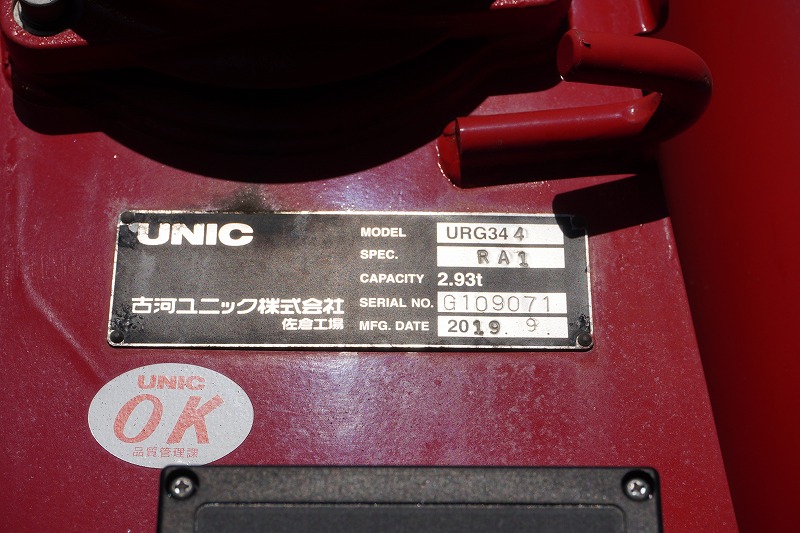 UNIC
MODEL URG344
SPEC. RA1
CAPACITY 2.93t
古河ユニック株式会社 SERIAL NO. G109071
佐倉工場 MFG. DATE 2019. 9.
UNIC
OK
品質管理課